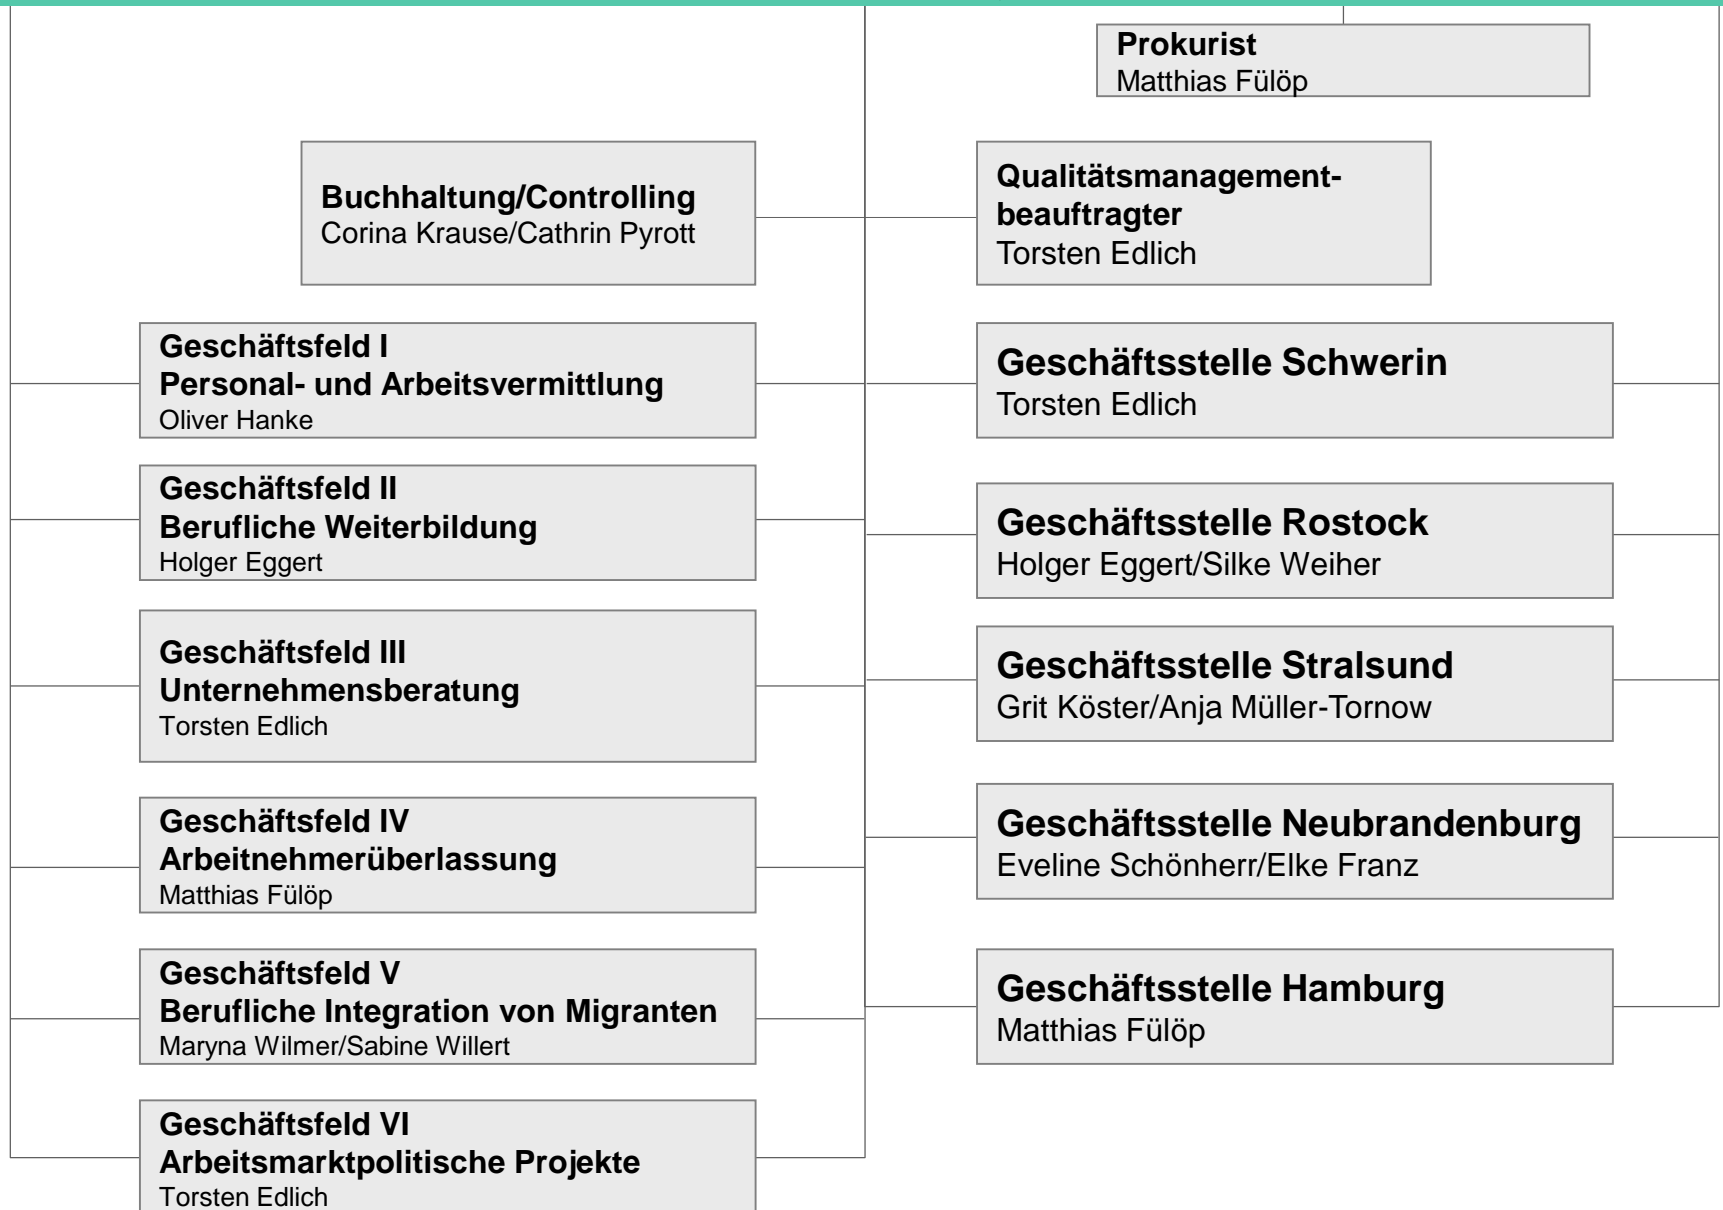 Prokurist
Matthias Fülöp
Buchhaltung/Controlling
Corina Krause/Cathrin Pyrott
Qualitätsmanagement-
beauftragter
Torsten Edlich
Geschäftsfeld I
Personal- und Arbeitsvermittlung
Oliver Hanke
Geschäftsfeld II
Berufliche Weiterbildung
Holger Eggert
Geschäftsfeld III
Unternehmensberatung
Torsten Edlich
Geschäftsfeld IV
Arbeitnehmerüberlassung
Matthias Fülöp
Geschäftsfeld V
Berufliche Integration von Migranten
Maryna Wilmer/Sabine Willert
Geschäftsfeld VI
Arbeitsmarktpolitische Projekte
Torsten Edlich
Geschäftsstelle Schwerin
Torsten Edlich
Geschäftsstelle Rostock
Holger Eggert/Silke Weiher
Geschäftsstelle Stralsund
Grit Köster/Anja Müller-Tornow
Geschäftsstelle Neubrandenburg
Eveline Schönherr/Elke Franz
Geschäftsstelle Hamburg
Matthias Fülöp